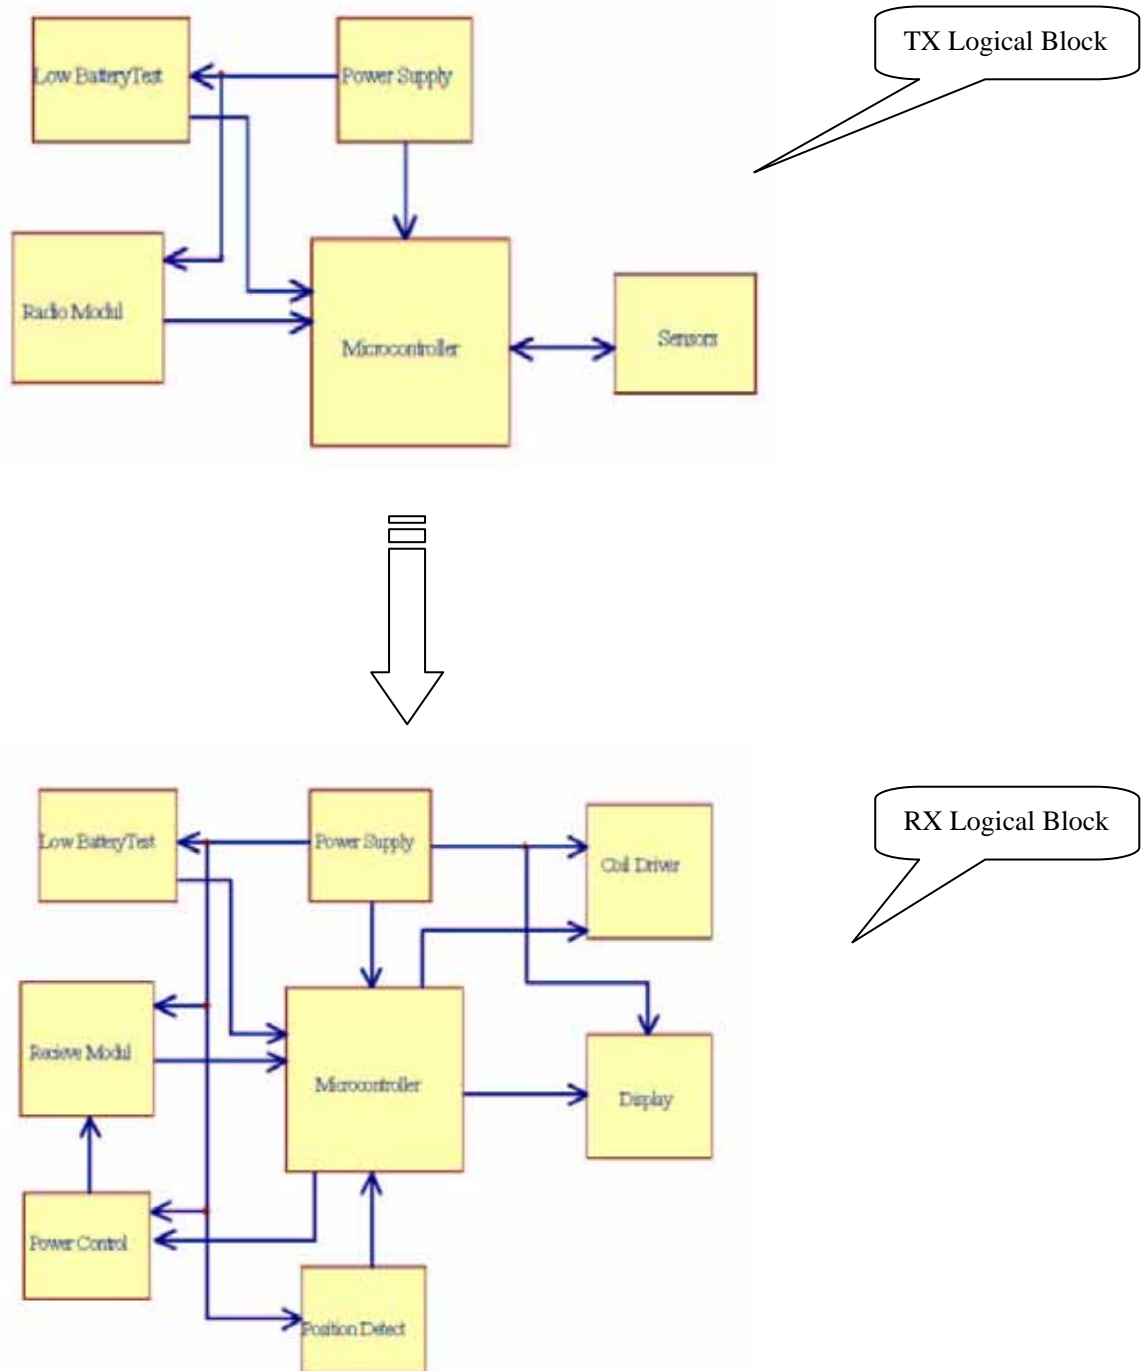 TX Logical Block
Low BatteryTest
Power Supply
Radio Modul
Microcontroller
Sensors
RX Logical Block
Low BatteryTest
Power Supply
Coil Driver
Recieve Modul
Microcontroller
Display
Power Control
Position Detect